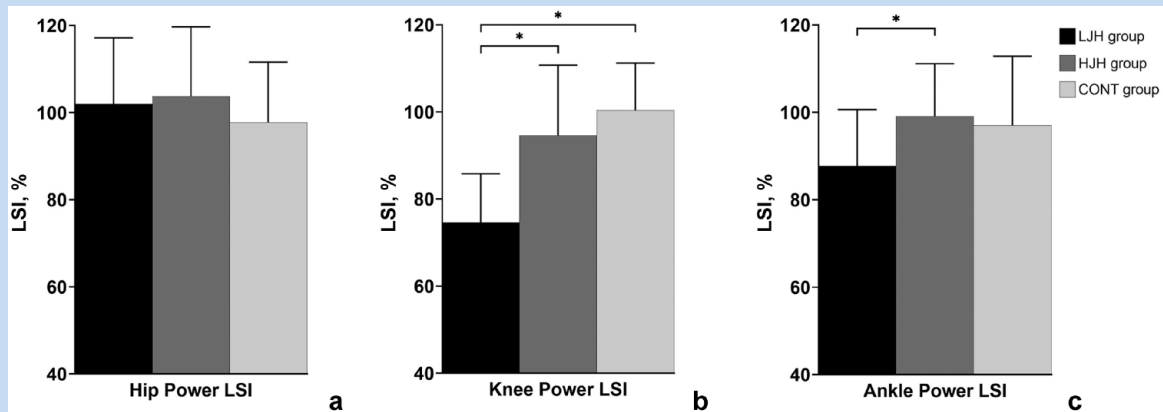 120
100
80
60
40
LSI, %
Hip Power LSI
a
120
100
80
60
40
LSI, %
*
*
Knee Power LSI
b
120
100
80
60
40
LSI, %
*
Ankle Power LSI
c
LJH group
HJH group
CONT group